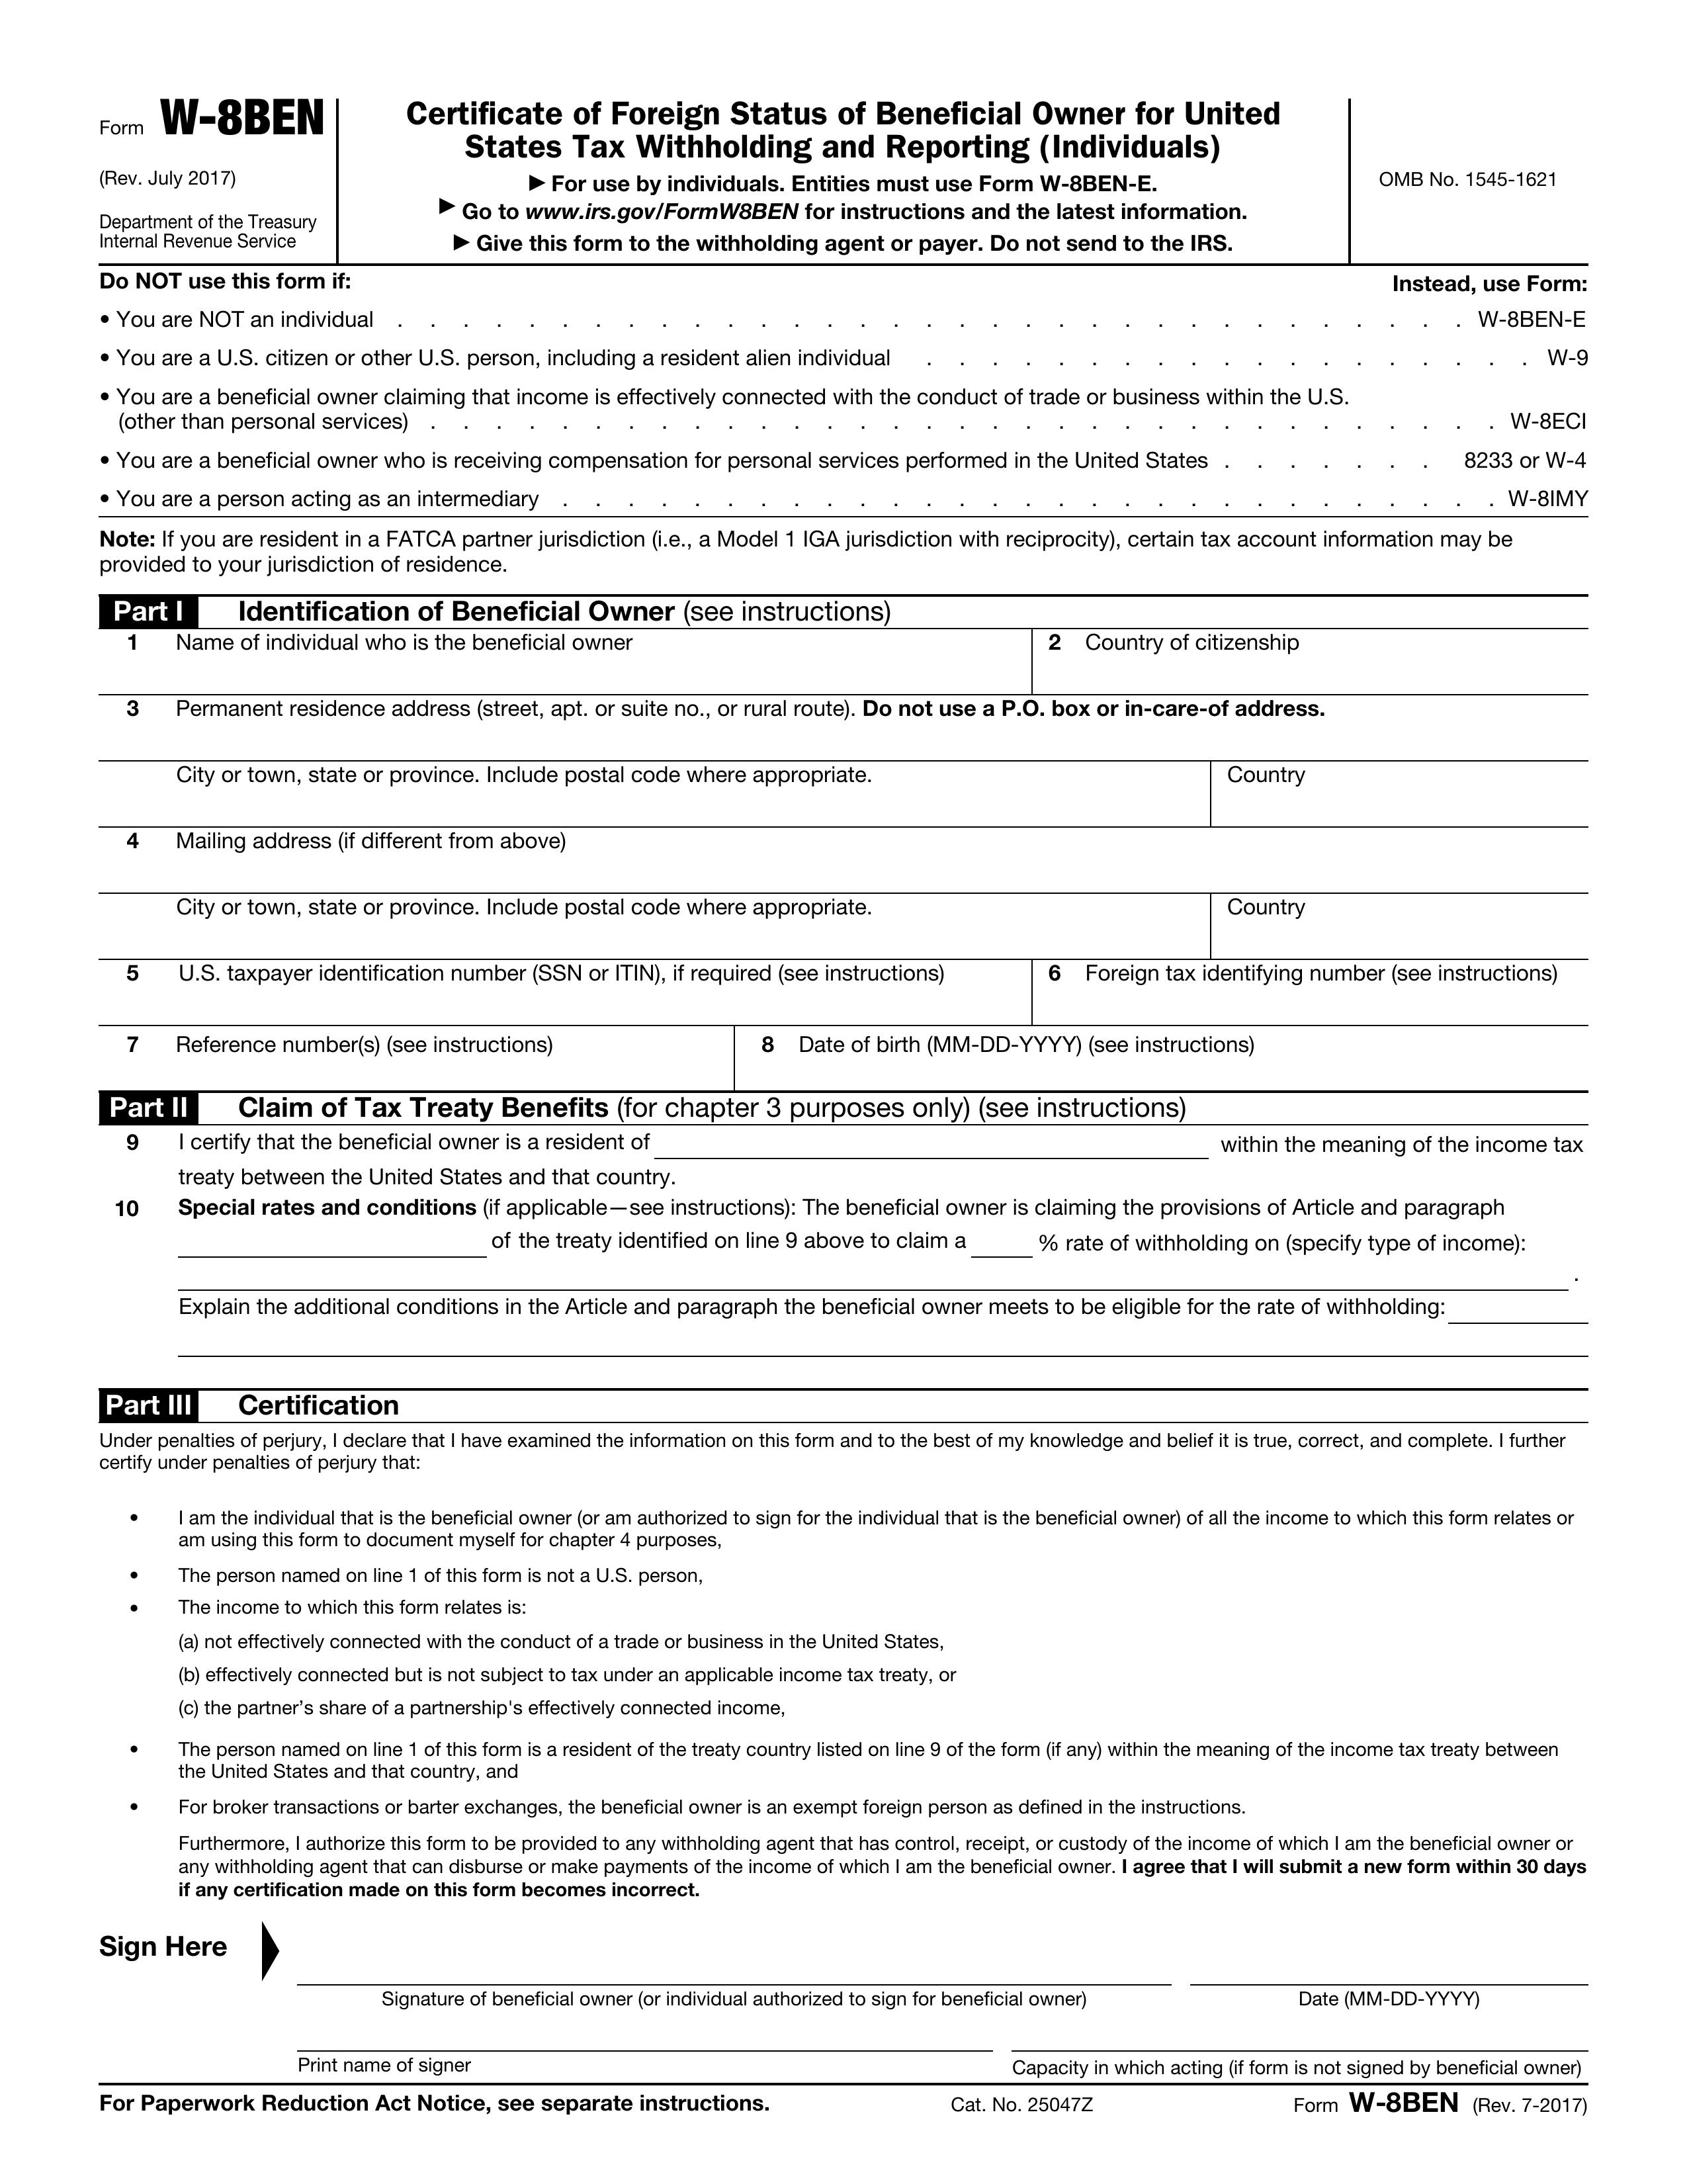 Form W-8BEN
(Rev. July 2017)
Department of the Treasury
Internal Revenue Service
Certificate of Foreign Status of Beneficial Owner for United
States Tax Withholding and Reporting (Individuals)
▶ For use by individuals. Entities must use Form W-8BEN-E.
▶ Go to www.irs.gov/FormW8BEN for instructions and the latest information.
▶ Give this form to the withholding agent or payer. Do not send to the IRS.
OMB No. 1545-1621
Do NOT use this form if: Instead, use Form:
• You are NOT an individual . . . . . . . . . . . . . . . . . . . . . . . . . . . . . . . . . W-8BEN-E
• You are a U.S. citizen or other U.S. person, including a resident alien individual . . . . . . . . . . . . . . . . . . . W-9
• You are a beneficial owner claiming that income is effectively connected with the conduct of trade or business within the U.S.
(other than personal services) . . . . . . . . . . . . . . . . . . . . . . . . . . . . . . . . . W-8ECI
• You are a beneficial owner who is receiving compensation for personal services performed in the United States . . . . . . . 8233 or W-4
• You are a person acting as an intermediary . . . . . . . . . . . . . . . . . . . . . . . . . . . . . W-8IMY
Note: If you are resident in a FATCA partner jurisdiction (i.e., a Model 1 IGA jurisdiction with reciprocity), certain tax account information may be
provided to your jurisdiction of residence.
Part I Identification of Beneficial Owner (see instructions)
1 Name of individual who is the beneficial owner
2 Country of citizenship
3 Permanent residence address (street, apt. or suite no., or rural route). Do not use a P.O. box or in-care-of address.
City or town, state or province. Include postal code where appropriate.
Country
4 Mailing address (if different from above)
City or town, state or province. Include postal code where appropriate.
Country
5 U.S. taxpayer identification number (SSN or ITIN), if required (see instructions)
6 Foreign tax identifying number (see instructions)
7 Reference number(s) (see instructions)
8 Date of birth (MM-DD-YYYY) (see instructions)
Part II Claim of Tax Treaty Benefits (for chapter 3 purposes only) (see instructions)
9 I certify that the beneficial owner is a resident of within the meaning of the income tax
treaty between the United States and that country.
10 Special rates and conditions (if applicable—see instructions): The beneficial owner is claiming the provisions of Article and paragraph
of the treaty identified on line 9 above to claim a % rate of withholding on (specify type of income):
.
Explain the additional conditions in the Article and paragraph the beneficial owner meets to be eligible for the rate of withholding:
Part III Certification
Under penalties of perjury, I declare that I have examined the information on this form and to the best of my knowledge and belief it is true, correct, and complete. I further
certify under penalties of perjury that:
• I am the individual that is the beneficial owner (or am authorized to sign for the individual that is the beneficial owner) of all the income to which this form relates or
am using this form to document myself for chapter 4 purposes,
• The person named on line 1 of this form is not a U.S. person,
• The income to which this form relates is:
(a) not effectively connected with the conduct of a trade or business in the United States,
(b) effectively connected but is not subject to tax under an applicable income tax treaty, or
(c) the partner’s share of a partnership's effectively connected income,
• The person named on line 1 of this form is a resident of the treaty country listed on line 9 of the form (if any) within the meaning of the income tax treaty between
the United States and that country, and
• For broker transactions or barter exchanges, the beneficial owner is an exempt foreign person as defined in the instructions.
Furthermore, I authorize this form to be provided to any withholding agent that has control, receipt, or custody of the income of which I am the beneficial owner or
any withholding agent that can disburse or make payments of the income of which I am the beneficial owner. I agree that I will submit a new form within 30 days
if any certification made on this form becomes incorrect.
Sign Here
Signature of beneficial owner (or individual authorized to sign for beneficial owner)
Date (MM-DD-YYYY)
Print name of signer
Capacity in which acting (if form is not signed by beneficial owner)
For Paperwork Reduction Act Notice, see separate instructions. Cat. No. 25047Z Form W-8BEN (Rev. 7-2017)